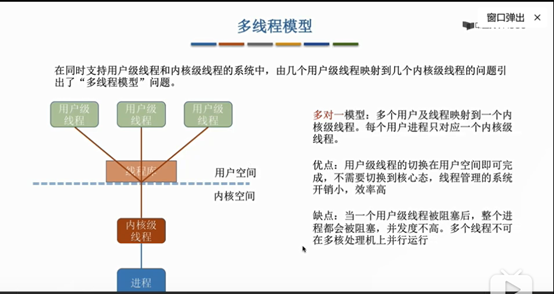 窗口弹出 ×
多线程模型
在同时支持用户级线程和内核级线程的系统中，由几个用户级线程映射到几个内核级线程的问题引
出了“多线程模型”问题。
用户级
线程
用户级
线程
用户级
线程
线程库
用户空间
内核空间
内核级
线程
进程
多对一模型：多个用户及线程映射到一个内
核级线程。每个用户进程只对应一个内核级
线程。
优点：用户级线程的切换在用户空间即可完
成，不需要切换到核心态，线程管理的系统
开销小，效率高
缺点：当一个用户级线程被阻塞后，整个进
程都会被阻塞，并发度不高。多个线程不可
在多核处理机上并行运行